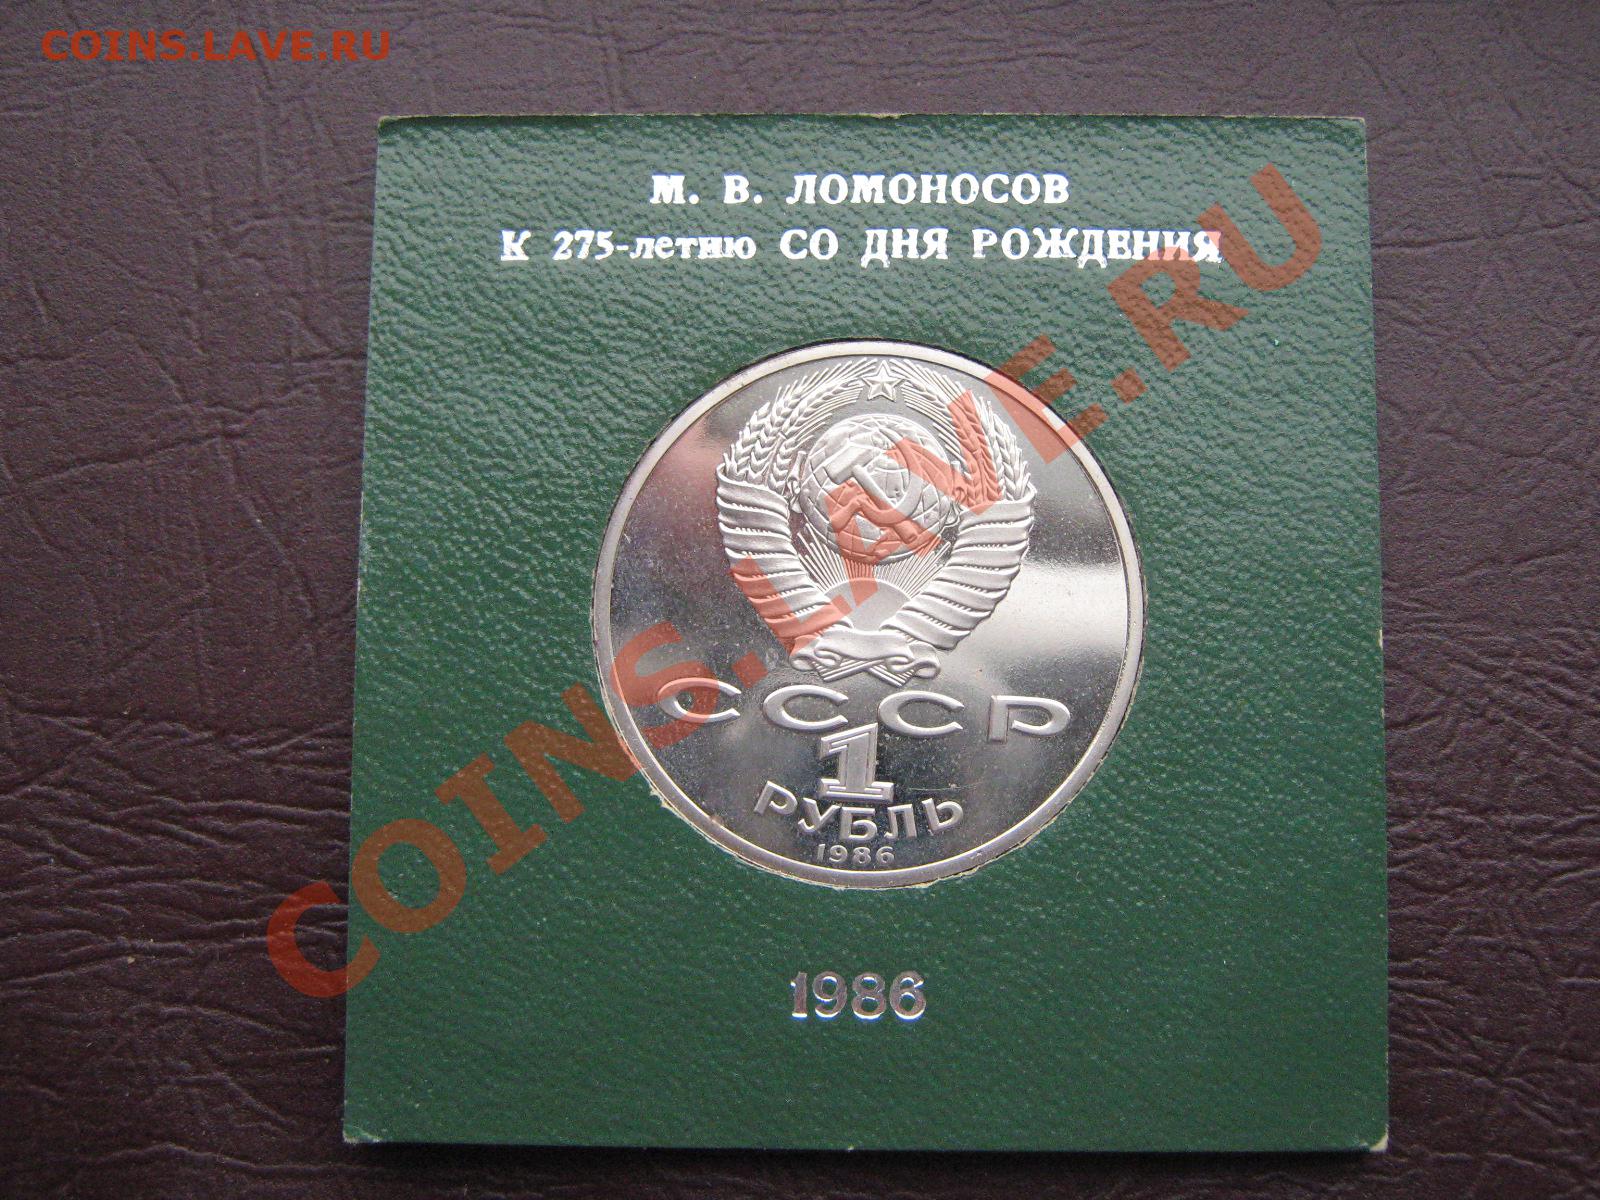 COINS.LAVE.RU
М. В. ЛОМОНОСОВ
К 275-летию СО ДНЯ РОЖДЕНИЯ
COINS.LAVE.RU
СССР
1
РУБЛЬ
1986
1986